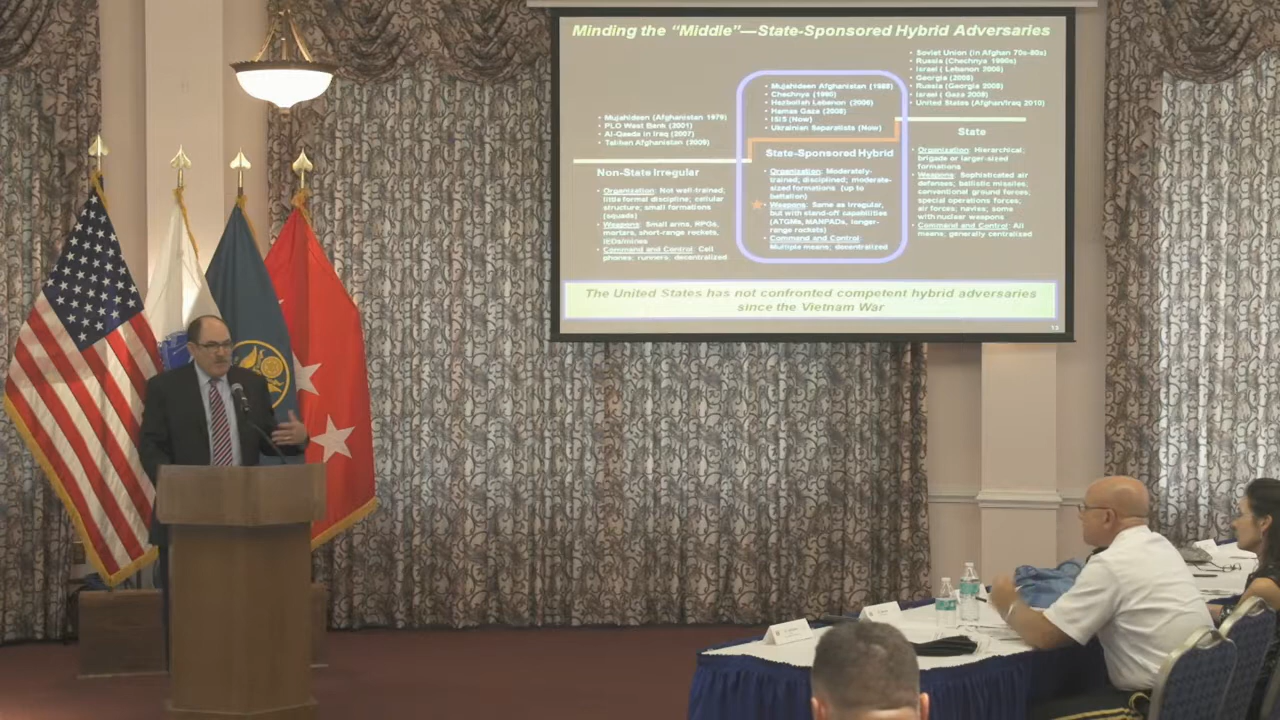 Minding the “Middle”—State-Sponsored Hybrid Adversaries
• Mujahideen (Afghanistan 1979)
• PLO West Bank (2001)
• Al-Qaeda in Iraq (2007)
• Taliban Afghanistan (2009)
Non-State Irregular
• Organization: Not well-trained;
little formal discipline; cellular
structure; small formations
(squads)
• Weapons: Small arms, RPGs,
mortars, short-range rockets,
IEDs/mines
• Command and Control: Cell
phones; runners; decentralized
• Mujahideen Afghanistan (1988)
• Chechnya (1990)
• Hezbollah Lebanon (2006)
• Hamas Gaza (2008)
• ISIS (Now)
• Ukrainian Separatists (Now)
State-Sponsored Hybrid
• Organization: Moderately-
trained; disciplined; moderate-
sized formations (up to
battalion)
• Weapons: Same as Irregular,
but with stand-off capabilities
(ATGMs, MANPADs, longer-
range rockets)
• Command and Control:
Multiple means; decentralized
• Soviet Union (in Afghan 70s-80s)
• Russia (Chechnya 1990s)
• Israel (Lebanon 2006)
• Georgia (2008)
• Russia (Georgia 2008)
• Israel (Gaza 2008)
• United States (Afghan/Iraq 2010)
State
• Organization: Hierarchical;
brigade or larger-sized
formations
• Weapons: Sophisticated air
defenses; ballistic missiles;
conventional ground forces;
special operations forces;
air forces; navies; some
with nuclear weapons
• Command and Control: All
means; generally centralized
The United States has not confronted competent hybrid adversaries
since the Vietnam War